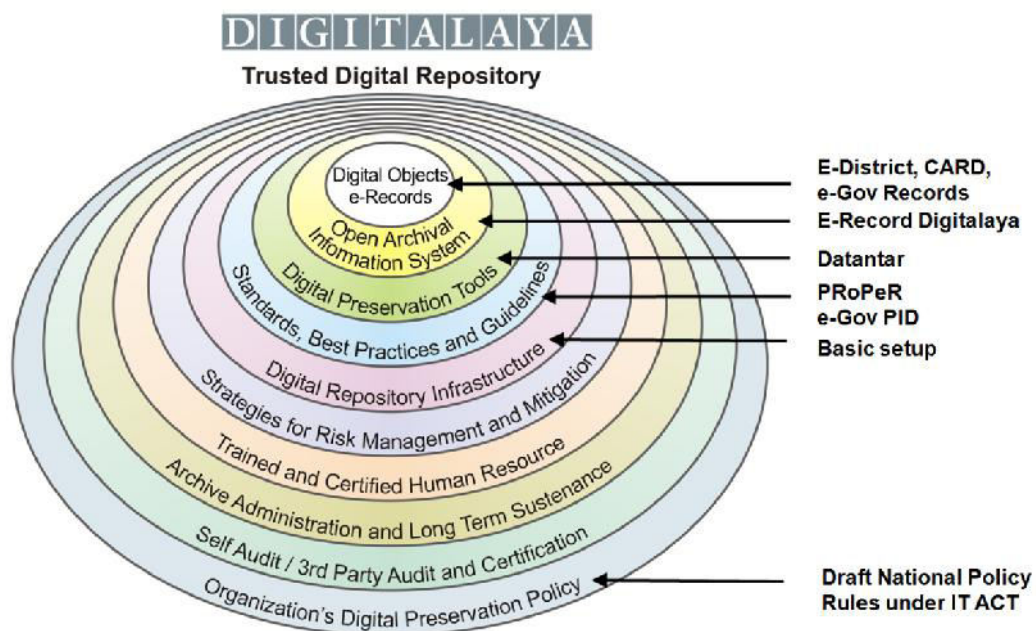 DIGITALAYA
Trusted Digital Repository
Digital Objects
e-Records
Open Archival
Information System
Digital Preservation Tools
Standards, Best Practices and Guidelines
Digital Repository Infrastructure
Strategies for Risk Management and Mitigation
Trained and Certified Human Resource
Archive Administration and Long Term Sustenance
Self Audit / 3rd Party Audit and Certification
Organization's Digital Preservation Policy
E-District, CARD,
e-Gov Records
E-Record Digitalaya
Datantar
PRoPeR
e-Gov PID
Basic setup
Draft National Policy
Rules under IT ACT